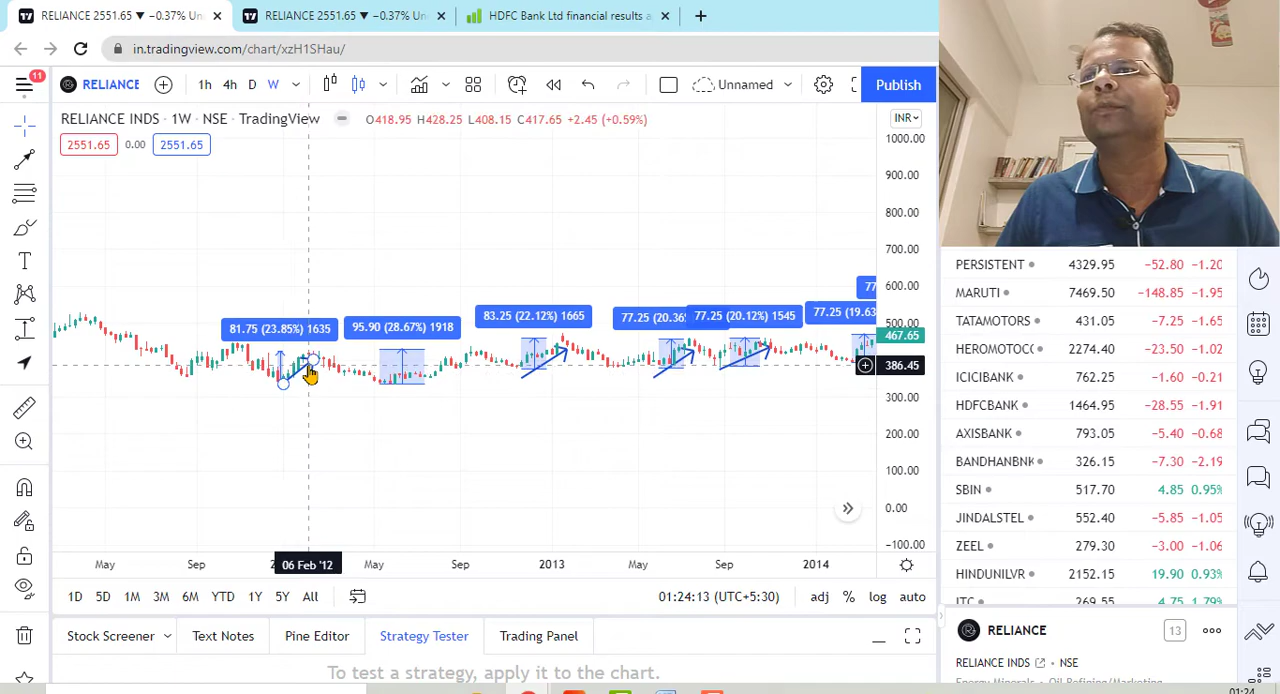 RELIANCE 2551.65 ▼ −0.37% Un
RELIANCE 2551.65 ▼ −0.37% Un
HDFC Bank Ltd financial results a
in.tradingview.com/chart/xzH1SHau/
11
RELIANCE
1h 4h D W
Unnamed
Publish
RELIANCE INDS · 1W · NSE · TradingView
O418.95 H428.25 L408.15 C417.65 +2.45 (+0.59%)
INR
2551.65 0.00 2551.65
1000.00
900.00
800.00
700.00
600.00
500.00
467.65
386.45
300.00
200.00
100.00
0.00
−100.00
81.75 (23.85%) 1635
95.90 (28.67%) 1918
83.25 (22.12%) 1665
77.25 (20.36
77.25 (20.12%) 1545
77.25 (19.63
77
May Sep 06 Feb '12 May Sep 2013 May Sep 2014
1D 5D 1M 3M 6M YTD 1Y 5Y All
01:24:13 (UTC+5:30) adj % log auto
Stock Screener Text Notes Pine Editor Strategy Tester Trading Panel
To test a strategy, apply it to the chart.
PERSISTENT 4329.95 −52.80 −1.20
MARUTI 7469.50 −148.85 −1.95
TATAMOTORS 431.05 −7.25 −1.65
HEROMOTOCO 2274.40 −23.50 −1.02
ICICIBANK 762.25 −1.60 −0.21
HDFCBANK 1464.95 −28.55 −1.91
AXISBANK 793.05 −5.40 −0.68
BANDHANBNK 326.15 −7.30 −2.19
SBIN 517.70 4.85 0.95%
JINDALSTEL 552.40 −5.85 −1.05
ZEEL 279.30 −3.00 −1.06
HINDUNILVR 2152.15 19.90 0.93%
ITC 269.55 4.75 1.79%
RELIANCE 13
RELIANCE INDS · NSE
Energy Minerals · Oil Refining/Marketing
01:24